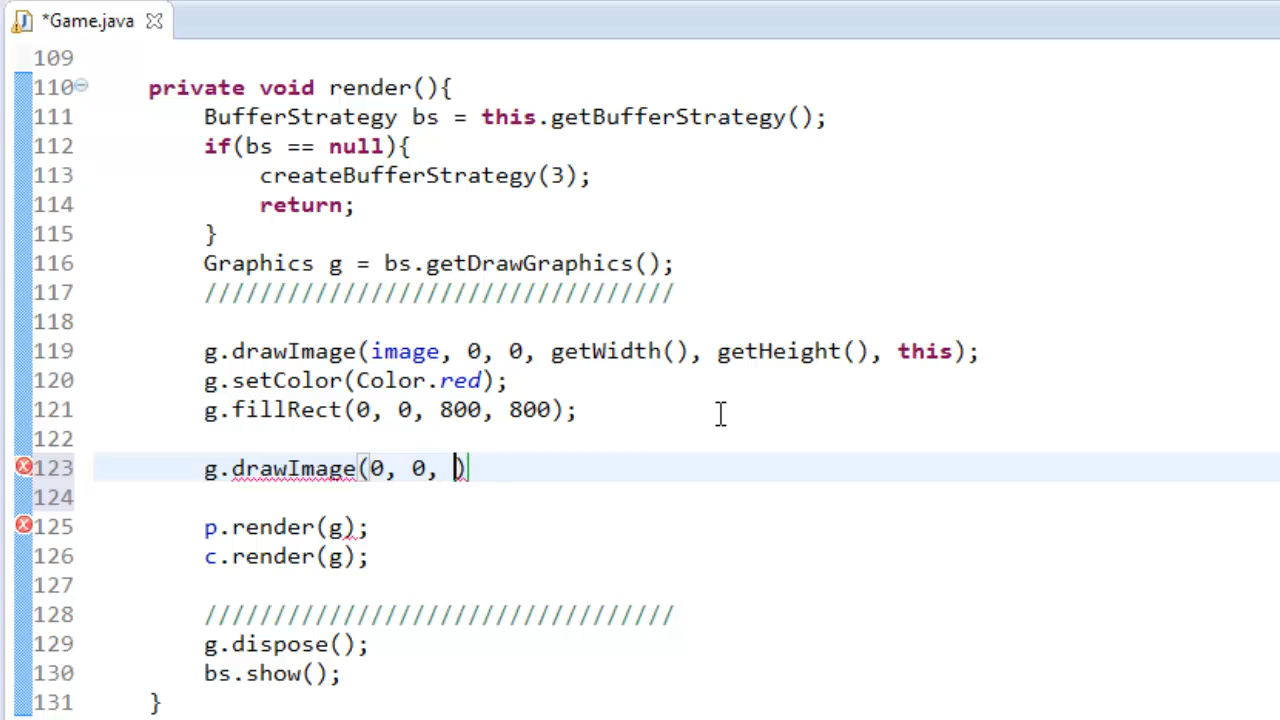 *Game.java
109
110 private void render(){
111 BufferStrategy bs = this.getBufferStrategy();
112 if(bs == null){
113 createBufferStrategy(3);
114 return;
115 }
116 Graphics g = bs.getDrawGraphics();
117 //////////////////////////////////
118
119 g.drawImage(image, 0, 0, getWidth(), getHeight(), this);
120 g.setColor(Color.red);
121 g.fillRect(0, 0, 800, 800);
122
123 g.drawImage(0, 0, )
124
125 p.render(g);
126 c.render(g);
127
128 //////////////////////////////////
129 g.dispose();
130 bs.show();
131 }